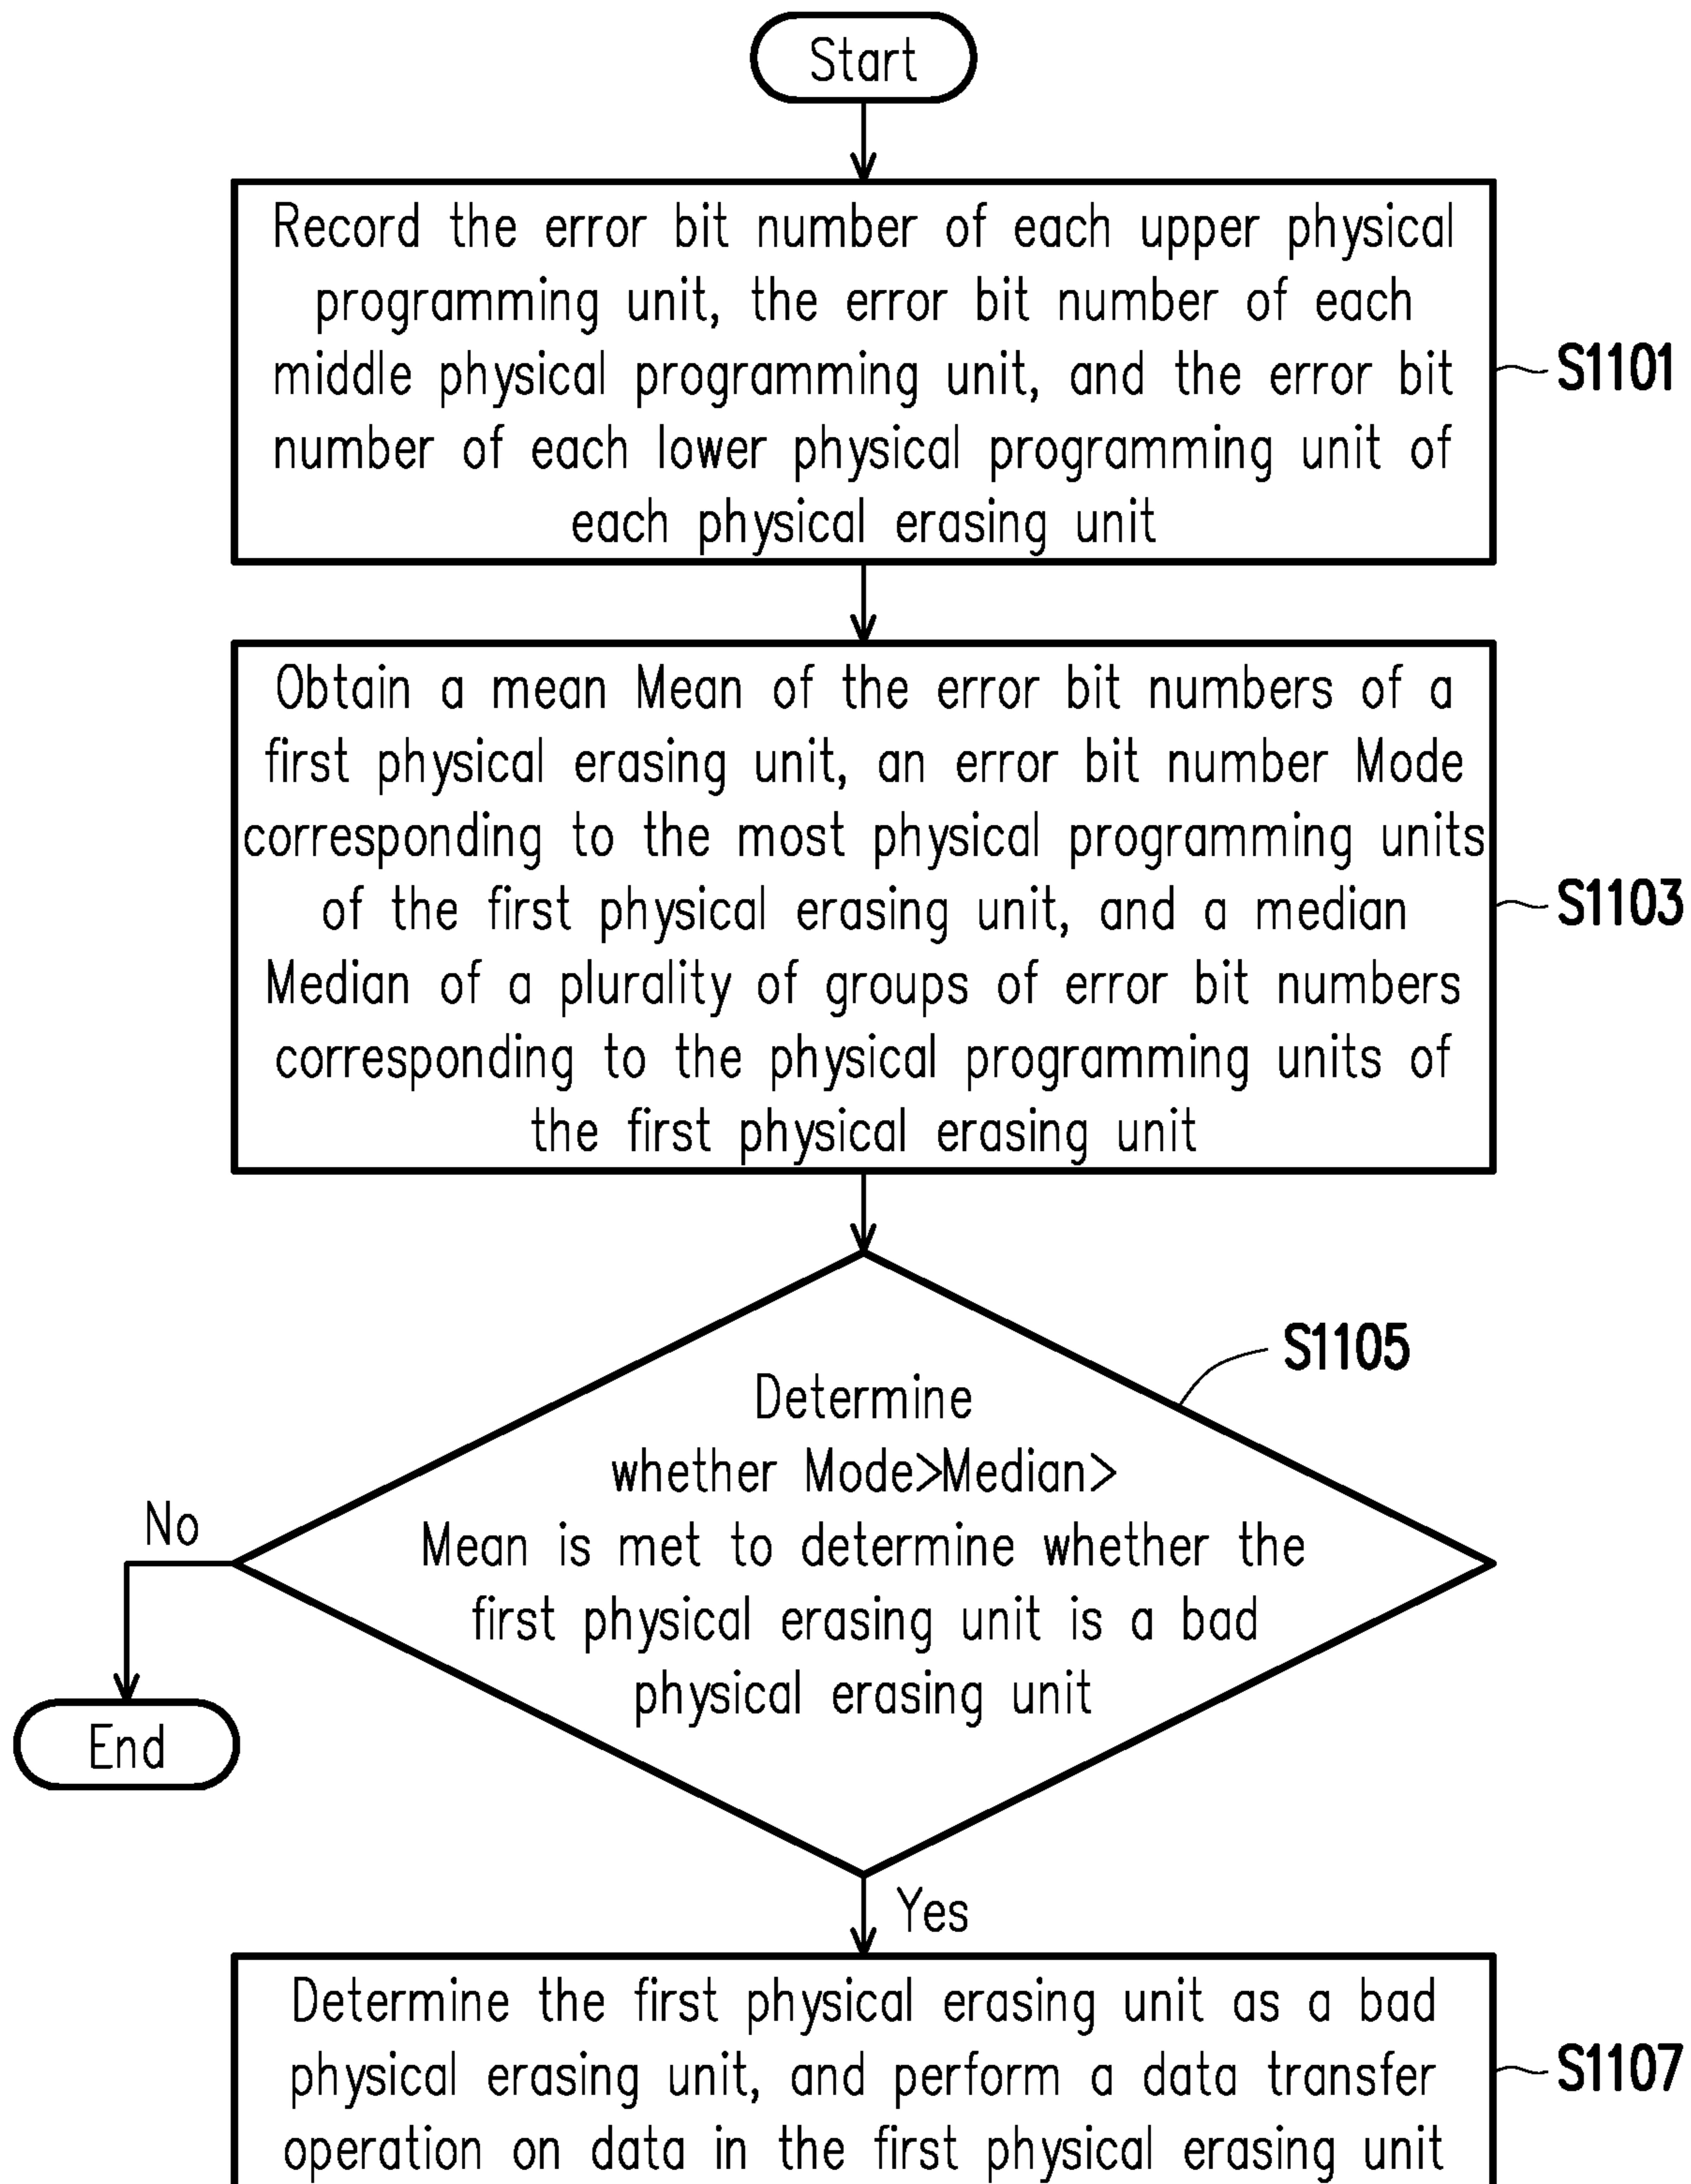 Start
Record the error bit number of each upper physical
programming unit, the error bit number of each
middle physical programming unit, and the error bit
number of each lower physical programming unit of
each physical erasing unit
S1101
Obtain a mean Mean of the error bit numbers of a
first physical erasing unit, an error bit number Mode
corresponding to the most physical programming units
of the first physical erasing unit, and a median
Median of a plurality of groups of error bit numbers
corresponding to the physical programming units of
the first physical erasing unit
S1103
S1105
Determine
whether Mode>Median>
Mean is met to determine whether the
first physical erasing unit is a bad
physical erasing unit
No
End
Yes
Determine the first physical erasing unit as a bad
physical erasing unit, and perform a data transfer
operation on data in the first physical erasing unit
S1107